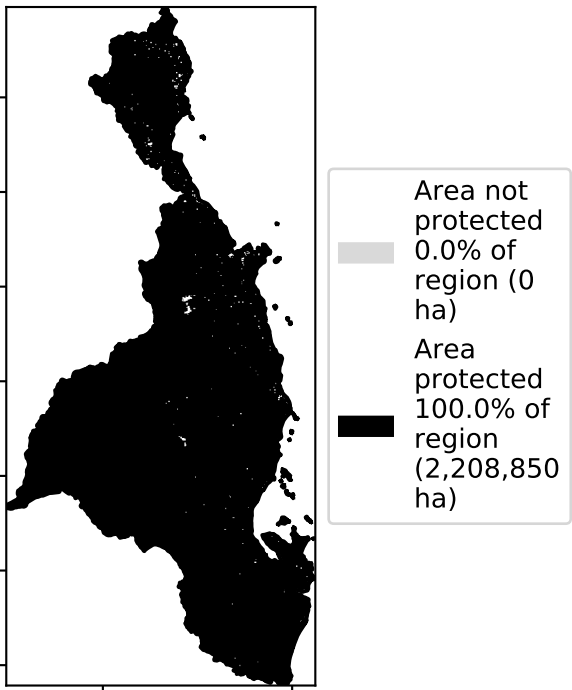 Area not
protected
0.0% of
region (0
ha)
Area
protected
100.0% of
region
(2,208,850
ha)